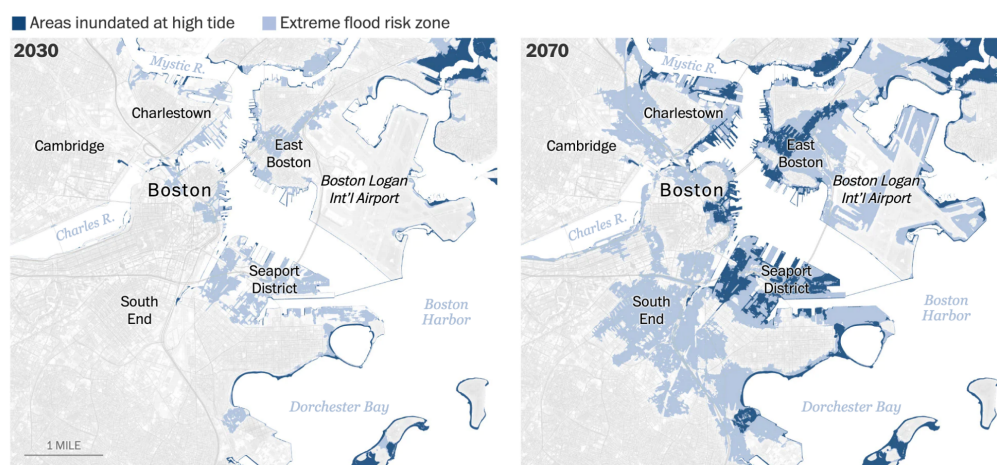 Areas inundated at high tide
Extreme flood risk zone
2030
Mystic R.
Charlestown
Cambridge
East
Boston
Boston
Boston Logan
Int'l Airport
Charles R.
Seaport
District
South
End
Boston
Harbor
Dorchester Bay
1 MILE
2070
Mystic R.
Charlestown
Cambridge
East
Boston
Boston
Boston Logan
Int'l Airport
Charles R.
Seaport
District
South
End
Boston
Harbor
Dorchester Bay